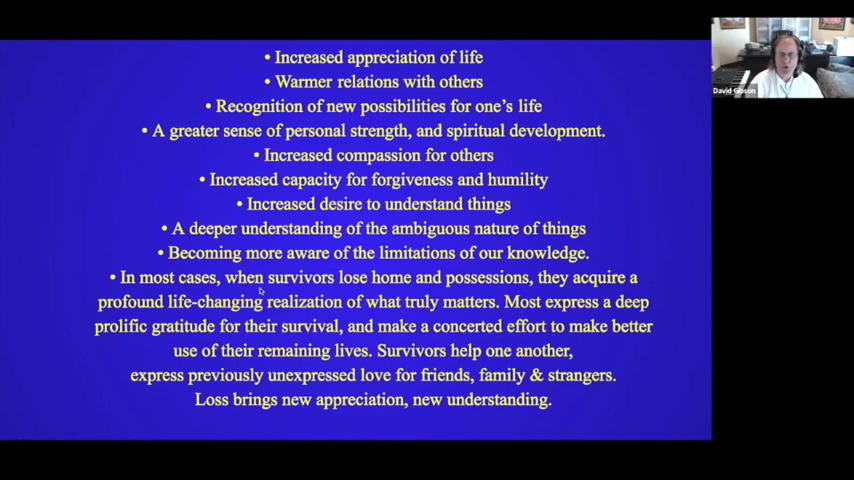 • Increased appreciation of life
• Warmer relations with others
• Recognition of new possibilities for one’s life
• A greater sense of personal strength, and spiritual development.
• Increased compassion for others
• Increased capacity for forgiveness and humility
• Increased desire to understand things
• A deeper understanding of the ambiguous nature of things
• Becoming more aware of the limitations of our knowledge.
• In most cases, when survivors lose home and possessions, they acquire a
profound life-changing realization of what truly matters. Most express a deep
prolific gratitude for their survival, and make a concerted effort to make better
use of their remaining lives. Survivors help one another,
express previously unexpressed love for friends, family & strangers.
Loss brings new appreciation, new understanding.
David Gibson